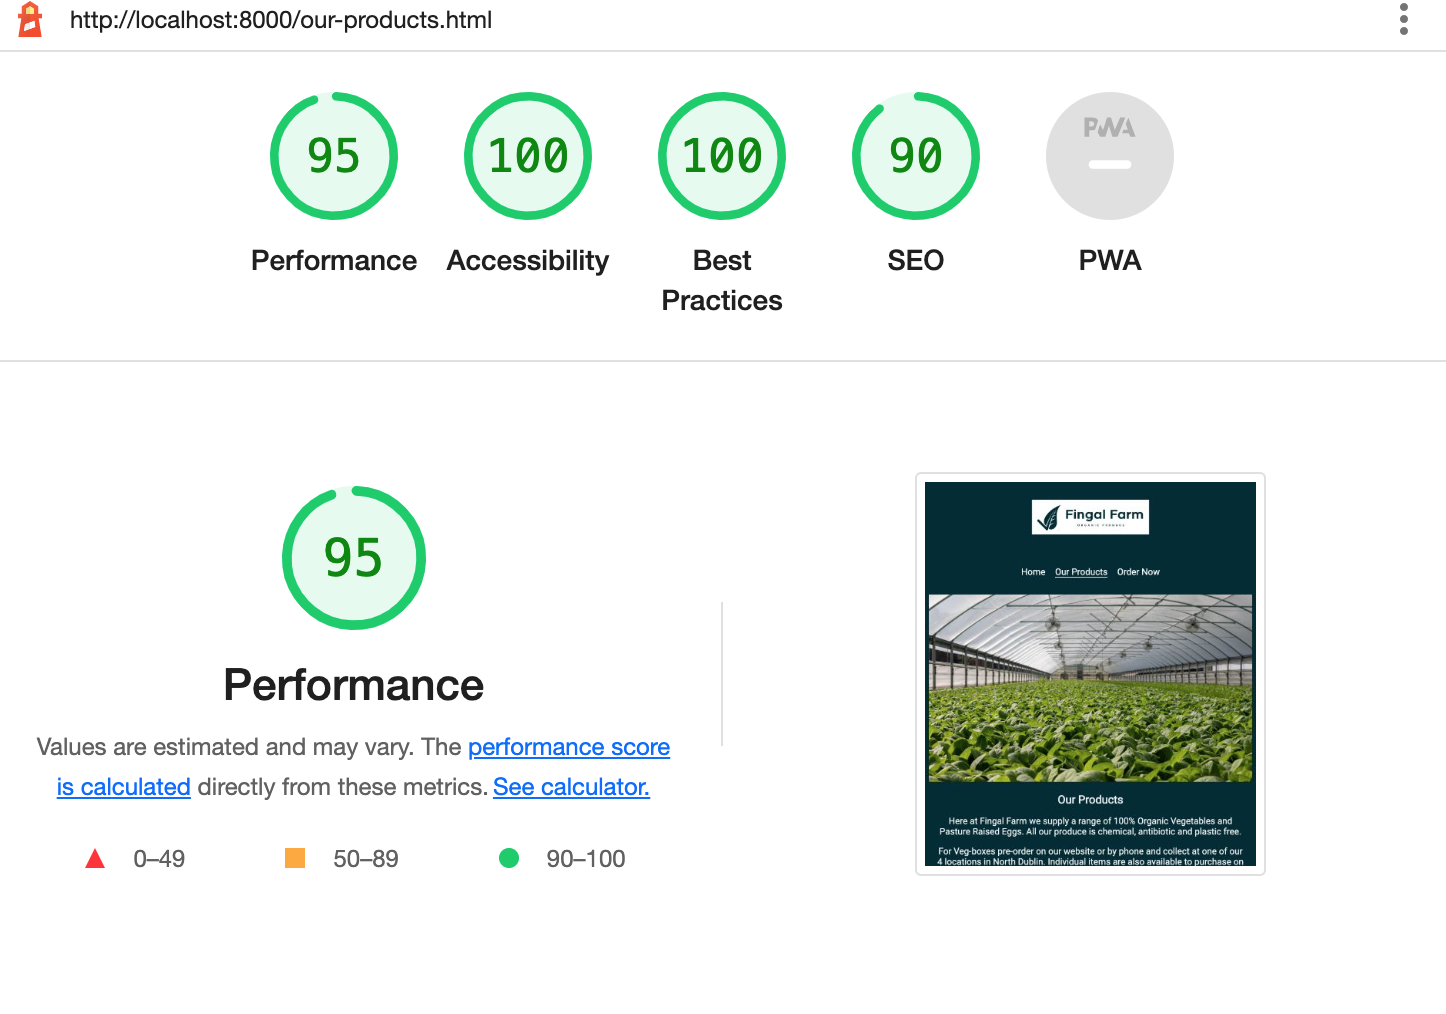 http://localhost:8000/our-products.html
95
100
100
90
PWA
Performance
Accessibility
Best
Practices
SEO
PWA
95
Performance
Values are estimated and may vary. The performance score
is calculated directly from these metrics. See calculator.
0–49
50–89
90–100
Fingal Farm
ORGANIC PRODUCE
Home Our Products Order Now
Our Products
Here at Fingal Farm we supply a range of 100% Organic Vegetables and
Pasture Raised Eggs. All our produce is chemical, antibiotic and plastic free.
For Veg-boxes pre-order on our website or by phone and collect at one of our
4 locations in North Dublin. Individual items are also available to purchase on